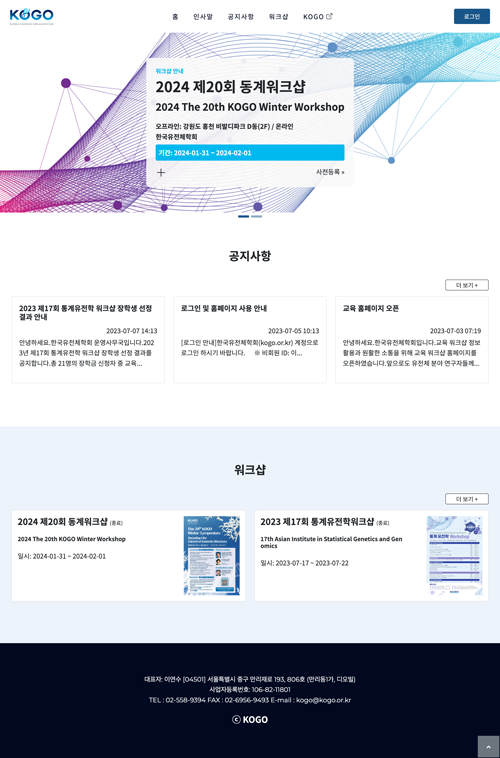 KOGO
홈 인사말 공지사항 워크샵 KOGO
로그인
워크샵 안내
2024 제20회 동계워크샵
2024 The 20th KOGO Winter Workshop
오프라인: 강원도 홍천 비발디파크 D동(2F) / 온라인
한국유전체학회
기간: 2024-01-31 ~ 2024-02-01
사전등록 »
공지사항
더 보기 +
2023 제17회 통계유전학 워크샵 장학생 선정
결과 안내
2023-07-07 14:13
안녕하세요.한국유전체학회 운영사무국입니다.202
3년 제17회 통계유전학 워크샵 장학생 선정 결과를
공지합니다.총 21명의 장학금 신청자 중 교육...
로그인 및 홈페이지 사용 안내
2023-07-05 10:13
[로그인 안내]한국유전체학회(kogo.or.kr) 계정으로
로그인 하시기 바랍니다. ※ 비회원 ID: 이...
교육 홈페이지 오픈
2023-07-03 07:19
안녕하세요.한국유전체학회입니다.교육 워크샵 정보
활용과 원활한 소통을 위해 교육 워크샵 홈페이지를
오픈하였습니다.앞으로도 유전체 분야 연구자들께...
워크샵
더 보기 +
2024 제20회 동계워크샵 (종료)
2024 The 20th KOGO Winter Workshop
일시: 2024-01-31 ~ 2024-02-01
The 20th KOGO
Winter Symposium
2023 제17회 통계유전학워크샵 (종료)
17th Asian Institute in Statistical Genetics and Gen
omics
일시: 2023-07-17 ~ 2023-07-22
통계 유전학 Workshop
KOGO
대표자: 이연수 [04501] 서울특별시 중구 만리재로 193, 806호 (만리동1가, 디오빌)
사업자등록번호: 106-82-11801
TEL : 02-558-9394 FAX : 02-6956-9493 E-mail : kogo@kogo.or.kr
ⓒ KOGO